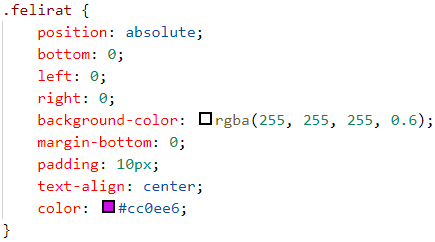 .felirat {
    position: absolute;
    bottom: 0;
    left: 0;
    right: 0;
    background-color: rgba(255, 255, 255, 0.6);
    margin-bottom: 0;
    padding: 10px;
    text-align: center;
    color: #cc0ee6;
}